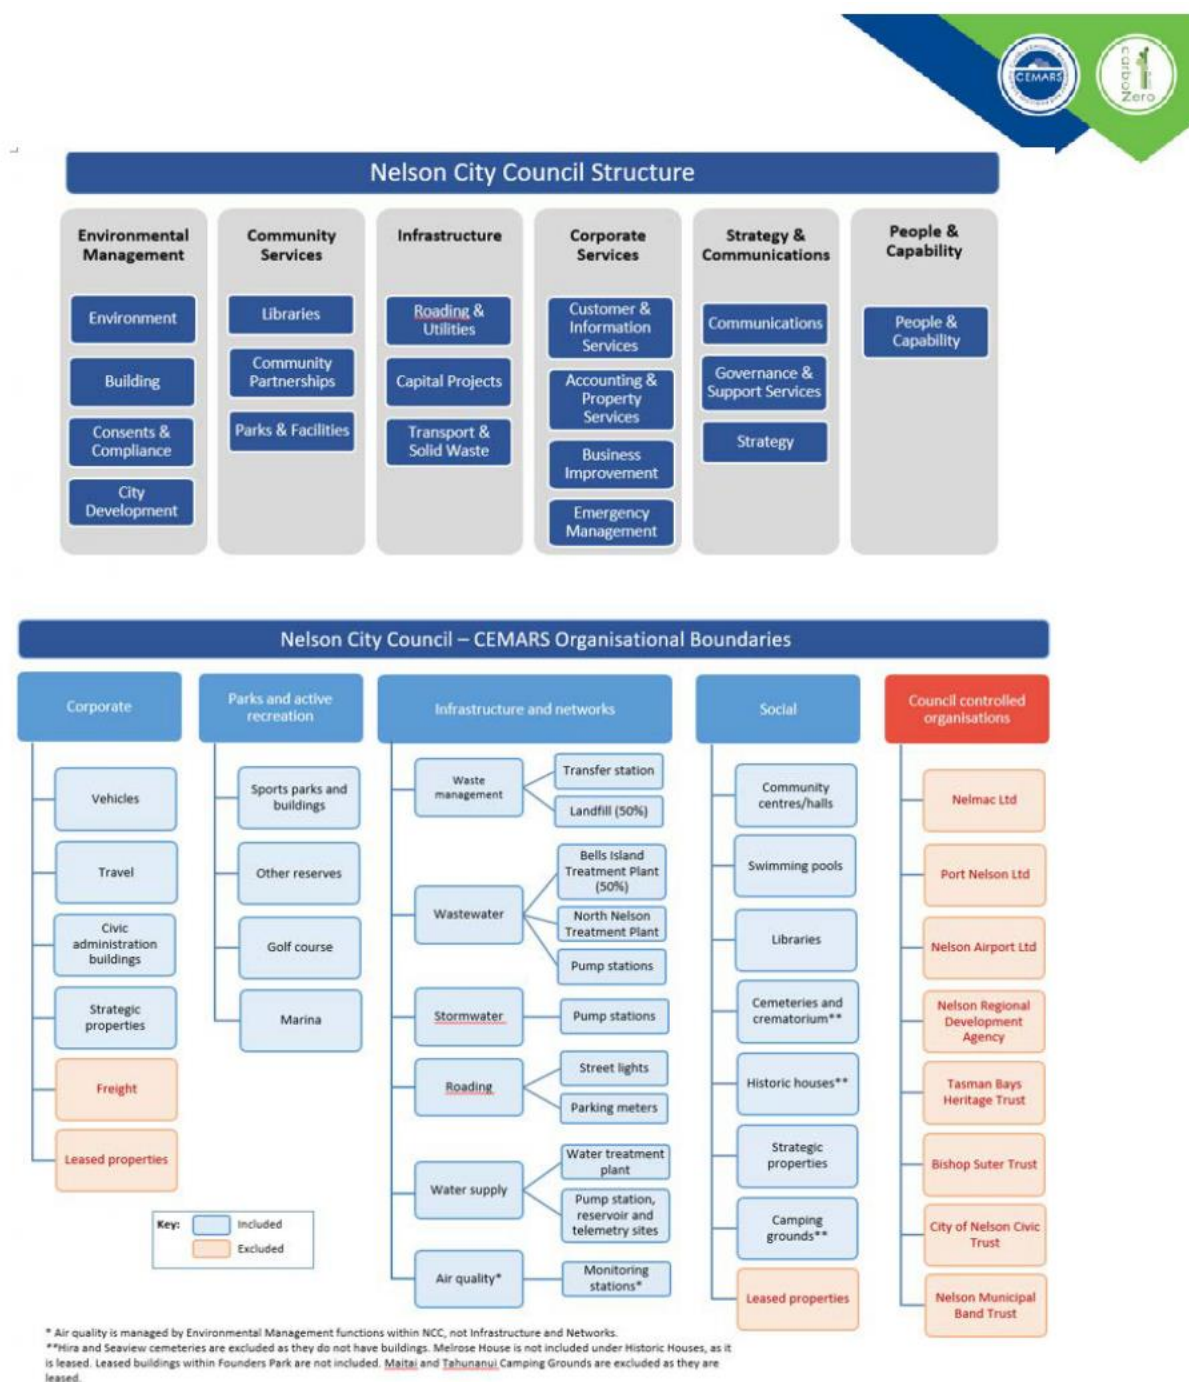 CEMARS
carboNZero
Nelson City Council Structure
Environmental
Management
Environment
Building
Consents &
Compliance
City
Development
Community
Services
Libraries
Community
Partnerships
Parks & Facilities
Infrastructure
Roading &
Utilities
Capital Projects
Transport &
Solid Waste
Corporate
Services
Customer &
Information
Services
Accounting &
Property
Services
Business
Improvement
Emergency
Management
Strategy &
Communications
Communications
Governance &
Support Services
Strategy
People &
Capability
People &
Capability
Nelson City Council – CEMARS Organisational Boundaries
Corporate
Vehicles
Travel
Civic
administration
buildings
Strategic
properties
Freight
Leased properties
Parks and active
recreation
Sports parks and
buildings
Other reserves
Golf course
Marina
Infrastructure and networks
Waste
management
Transfer station
Landfill (50%)
Wastewater
Bells Island
Treatment Plant
(50%)
North Nelson
Treatment Plant
Pump stations
Stormwater
Pump stations
Roading
Street lights
Parking meters
Water supply
Water treatment
plant
Pump station,
reservoir and
telemetry sites
Air quality*
Monitoring
stations*
Social
Community
centres/halls
Swimming pools
Libraries
Cemeteries and
crematorium**
Historic houses**
Strategic
properties
Camping
grounds**
Leased properties
Council controlled
organisations
Nelmac Ltd
Port Nelson Ltd
Nelson Airport Ltd
Nelson Regional
Development
Agency
Tasman Bays
Heritage Trust
Bishop Suter Trust
City of Nelson Civic
Trust
Nelson Municipal
Band Trust
Key:
Included
Excluded
* Air quality is managed by Environmental Management functions within NCC, not Infrastructure and Networks.
**Hira and Seaview cemeteries are excluded as they do not have buildings. Melrose House is not included under Historic Houses, as it
is leased. Leased buildings within Founders Park are not included. Maitai and Tahunanui Camping Grounds are excluded as they are
leased.